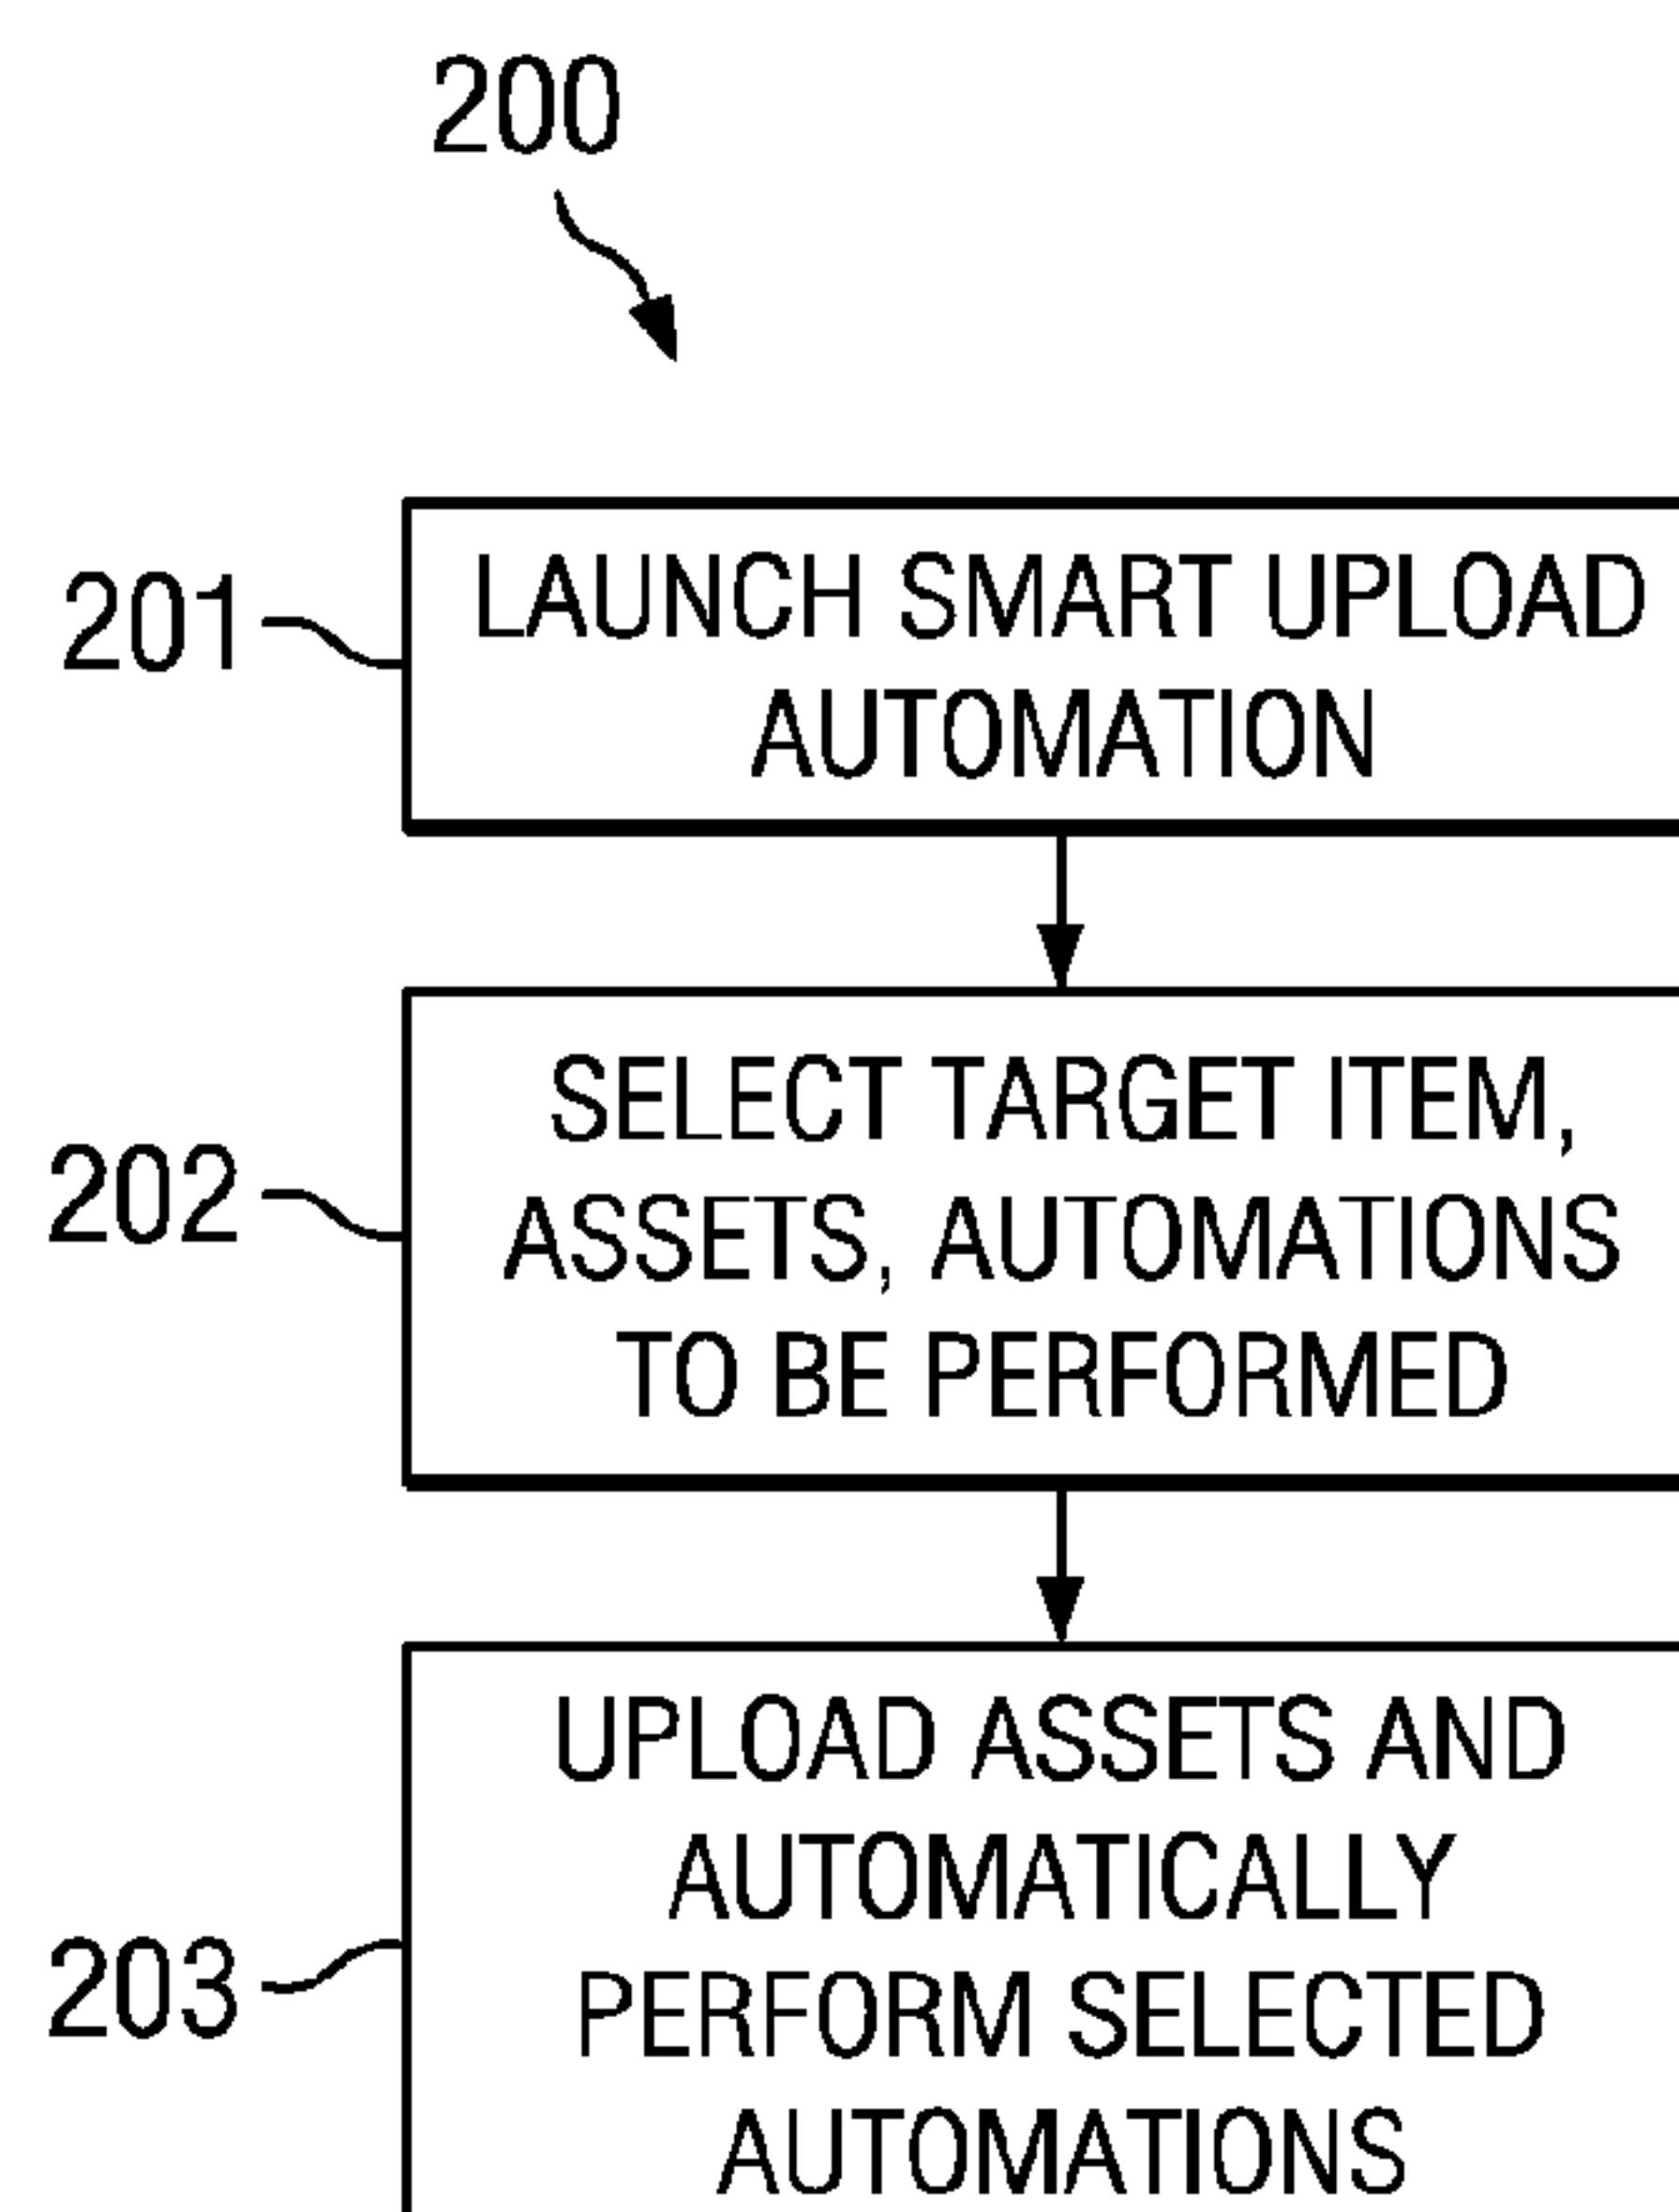 200
201
LAUNCH SMART UPLOAD
AUTOMATION
202
SELECT TARGET ITEM,
ASSETS, AUTOMATIONS
TO BE PERFORMED
203
UPLOAD ASSETS AND
AUTOMATICALLY
PERFORM SELECTED
AUTOMATIONS